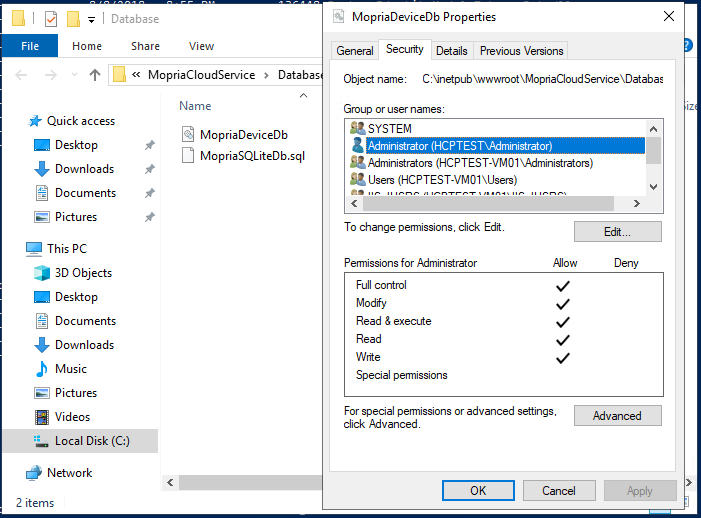 Database
MopriaDeviceDb Properties
File
Home
Share
View
General
Security
Details
Previous Versions
« MopriaCloudService > Database
Object name: C:\inetpub\wwwroot\MopriaCloudService\Databas
Name
Size
Group or user names:
Quick access
SYSTEM
Desktop
MopriaDeviceDb
Administrator (HCPTEST\Administrator)
Downloads
MopriaSQLiteDb.sql
Administrators (HCPTEST-VM01\Administrators)
Documents
Users (HCPTEST-VM01\Users)
Pictures
To change permissions, click Edit.
Edit...
This PC
Permissions for Administrator Allow Deny
3D Objects
Full control
Desktop
Modify
Documents
Read & execute
Downloads
Read
Music
Write
Pictures
Special permissions
Videos
For special permissions or advanced settings,
click Advanced.
Advanced
Local Disk (C:)
Network
OK
Cancel
Apply
2 items